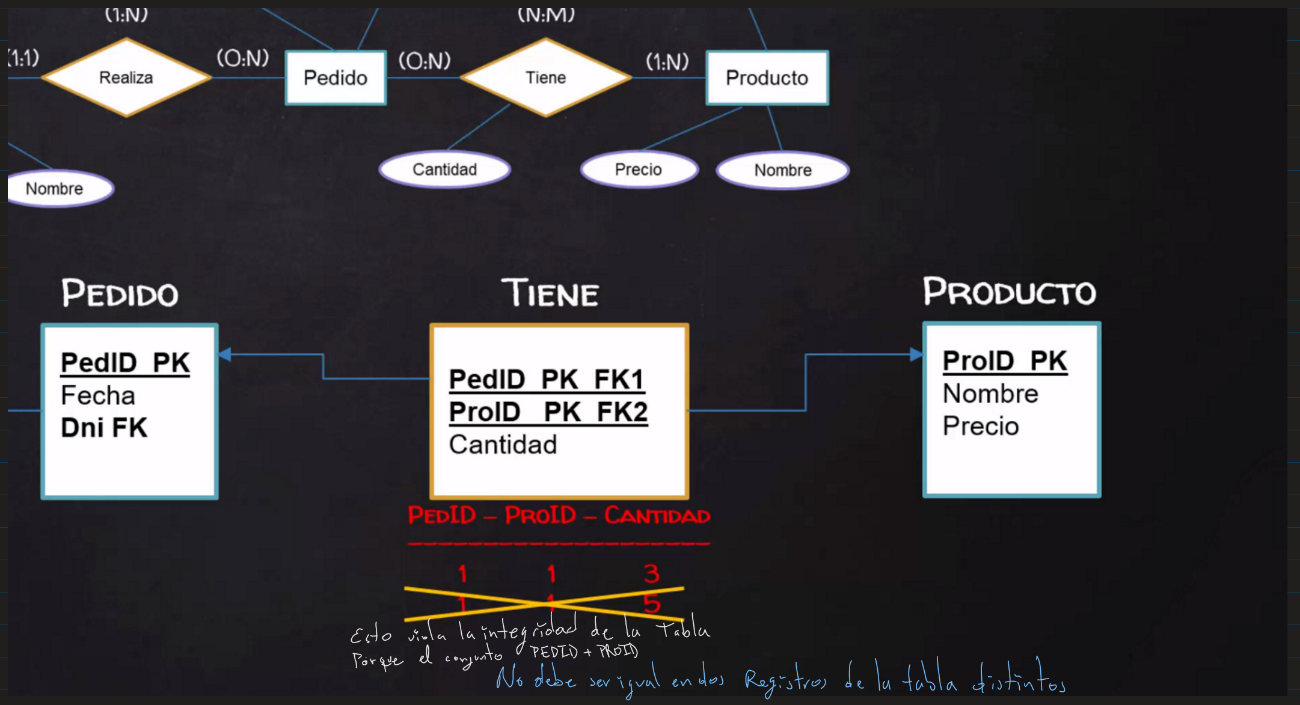 (1:N)
(N:M)
(1:1)
Realiza
(0:N)
Pedido
(0:N)
Tiene
(1:N)
Producto
Cantidad
Precio
Nombre
Nombre
PEDIDO
TIENE
PRODUCTO
PedID PK
Fecha
Dni FK
PedID PK FK1
ProID PK FK2
Cantidad
ProID PK
Nombre
Precio
PEDID – PROID – CANTIDAD
1 1 3
1 1 5
Esto viola la integridad de la Tabla
Porque el conjunto PEDID + PROID
No debe ser igual en dos Registros de la tabla distintos